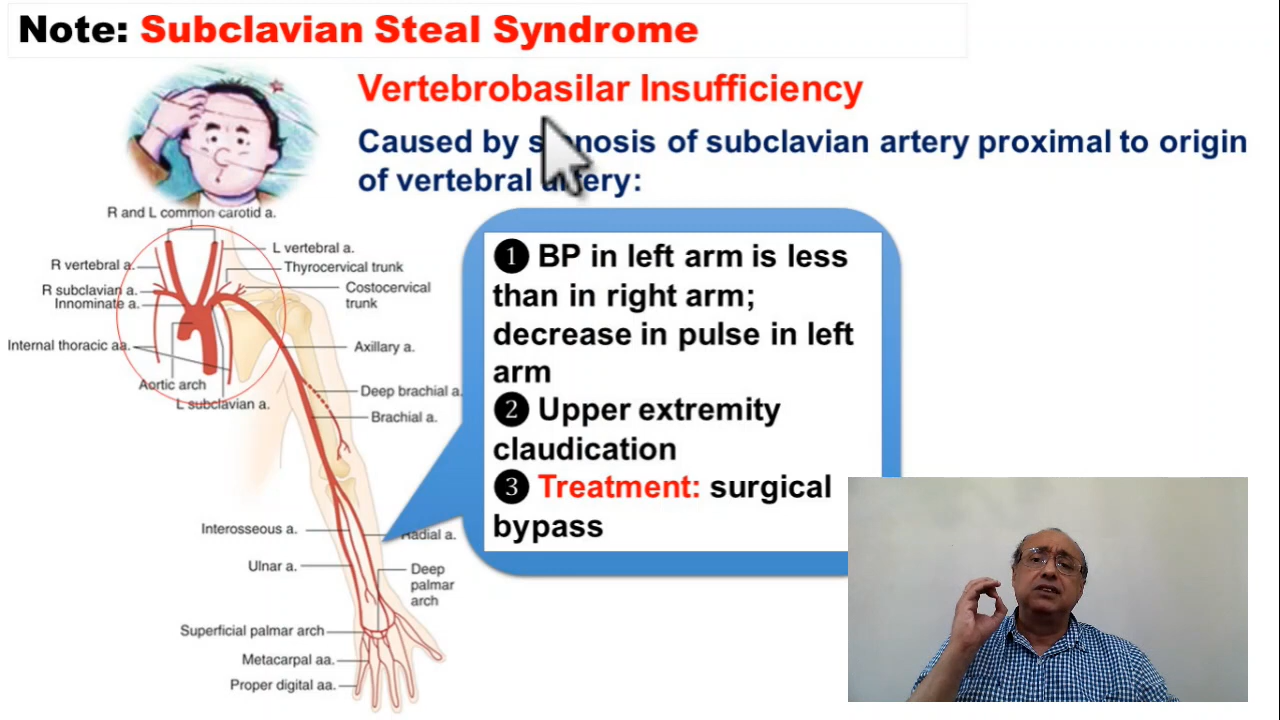 Note: Subclavian Steal Syndrome
Vertebrobasilar Insufficiency
Caused by nosis of subclavian artery proximal to origin
of vertebral artery:
R and L common carotid a.
L vertebral a.
R vertebral a.
Thyrocervical trunk
R subclavian a.
Costocervical
trunk
Innominate a.
Internal thoracic aa.
Axillary a.
Aortic arch
Deep brachial a.
L subclavian a.
Brachial a.
❶ BP in left arm is less
than in right arm;
decrease in pulse in left
arm
❷ Upper extremity
claudication
❸ Treatment: surgical
bypass
Interosseous a.
Radial a.
Ulnar a.
Deep
palmar
arch
Superficial palmar arch
Metacarpal aa.
Proper digital aa.